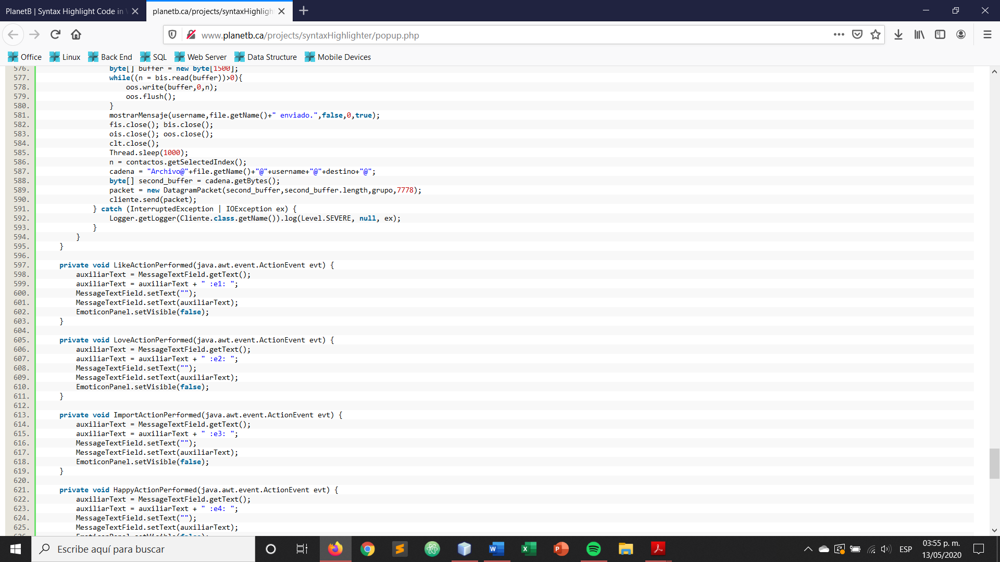 PlanetB | Syntax Highlight Code in
planetb.ca/projects/syntaxHighligh
www.planetb.ca/projects/syntaxHighlighter/popup.php
Office Linux Back End SQL Web Server Data Structure Mobile Devices
576. byte[] buffer = new byte[1500];
577. while((n = bis.read(buffer))>0){
578. oos.write(buffer,0,n);
579. oos.flush();
580. }
581. mostrarMensaje(username,file.getName()+" enviado.",false,0,true);
582. fis.close(); bis.close();
583. ois.close(); oos.close();
584. clt.close();
585. Thread.sleep(1000);
586. n = contactos.getSelectedIndex();
587. cadena = "Archivo@"+file.getName()+"@"+username+"@"+destino+"@";
588. byte[] second_buffer = cadena.getBytes();
589. packet = new DatagramPacket(second_buffer,second_buffer.length,grupo,7778);
590. cliente.send(packet);
591. } catch (InterruptedException | IOException ex) {
592. Logger.getLogger(Cliente.class.getName()).log(Level.SEVERE, null, ex);
593. }
594. }
595. }
596.
597. private void LikeActionPerformed(java.awt.event.ActionEvent evt) {
598. auxiliarText = MessageTextField.getText();
599. auxiliarText = auxiliarText + " :e1: ";
600. MessageTextField.setText("");
601. MessageTextField.setText(auxiliarText);
602. EmoticonPanel.setVisible(false);
603. }
604.
605. private void LoveActionPerformed(java.awt.event.ActionEvent evt) {
606. auxiliarText = MessageTextField.getText();
607. auxiliarText = auxiliarText + " :e2: ";
608. MessageTextField.setText("");
609. MessageTextField.setText(auxiliarText);
610. EmoticonPanel.setVisible(false);
611. }
612.
613. private void ImportActionPerformed(java.awt.event.ActionEvent evt) {
614. auxiliarText = MessageTextField.getText();
615. auxiliarText = auxiliarText + " :e3: ";
616. MessageTextField.setText("");
617. MessageTextField.setText(auxiliarText);
618. EmoticonPanel.setVisible(false);
619. }
620.
621. private void HappyActionPerformed(java.awt.event.ActionEvent evt) {
622. auxiliarText = MessageTextField.getText();
623. auxiliarText = auxiliarText + " :e4: ";
624. MessageTextField.setText("");
625. MessageTextField.setText(auxiliarText);
Escribe aquí para buscar
ESP
03:55 p. m.
13/05/2020